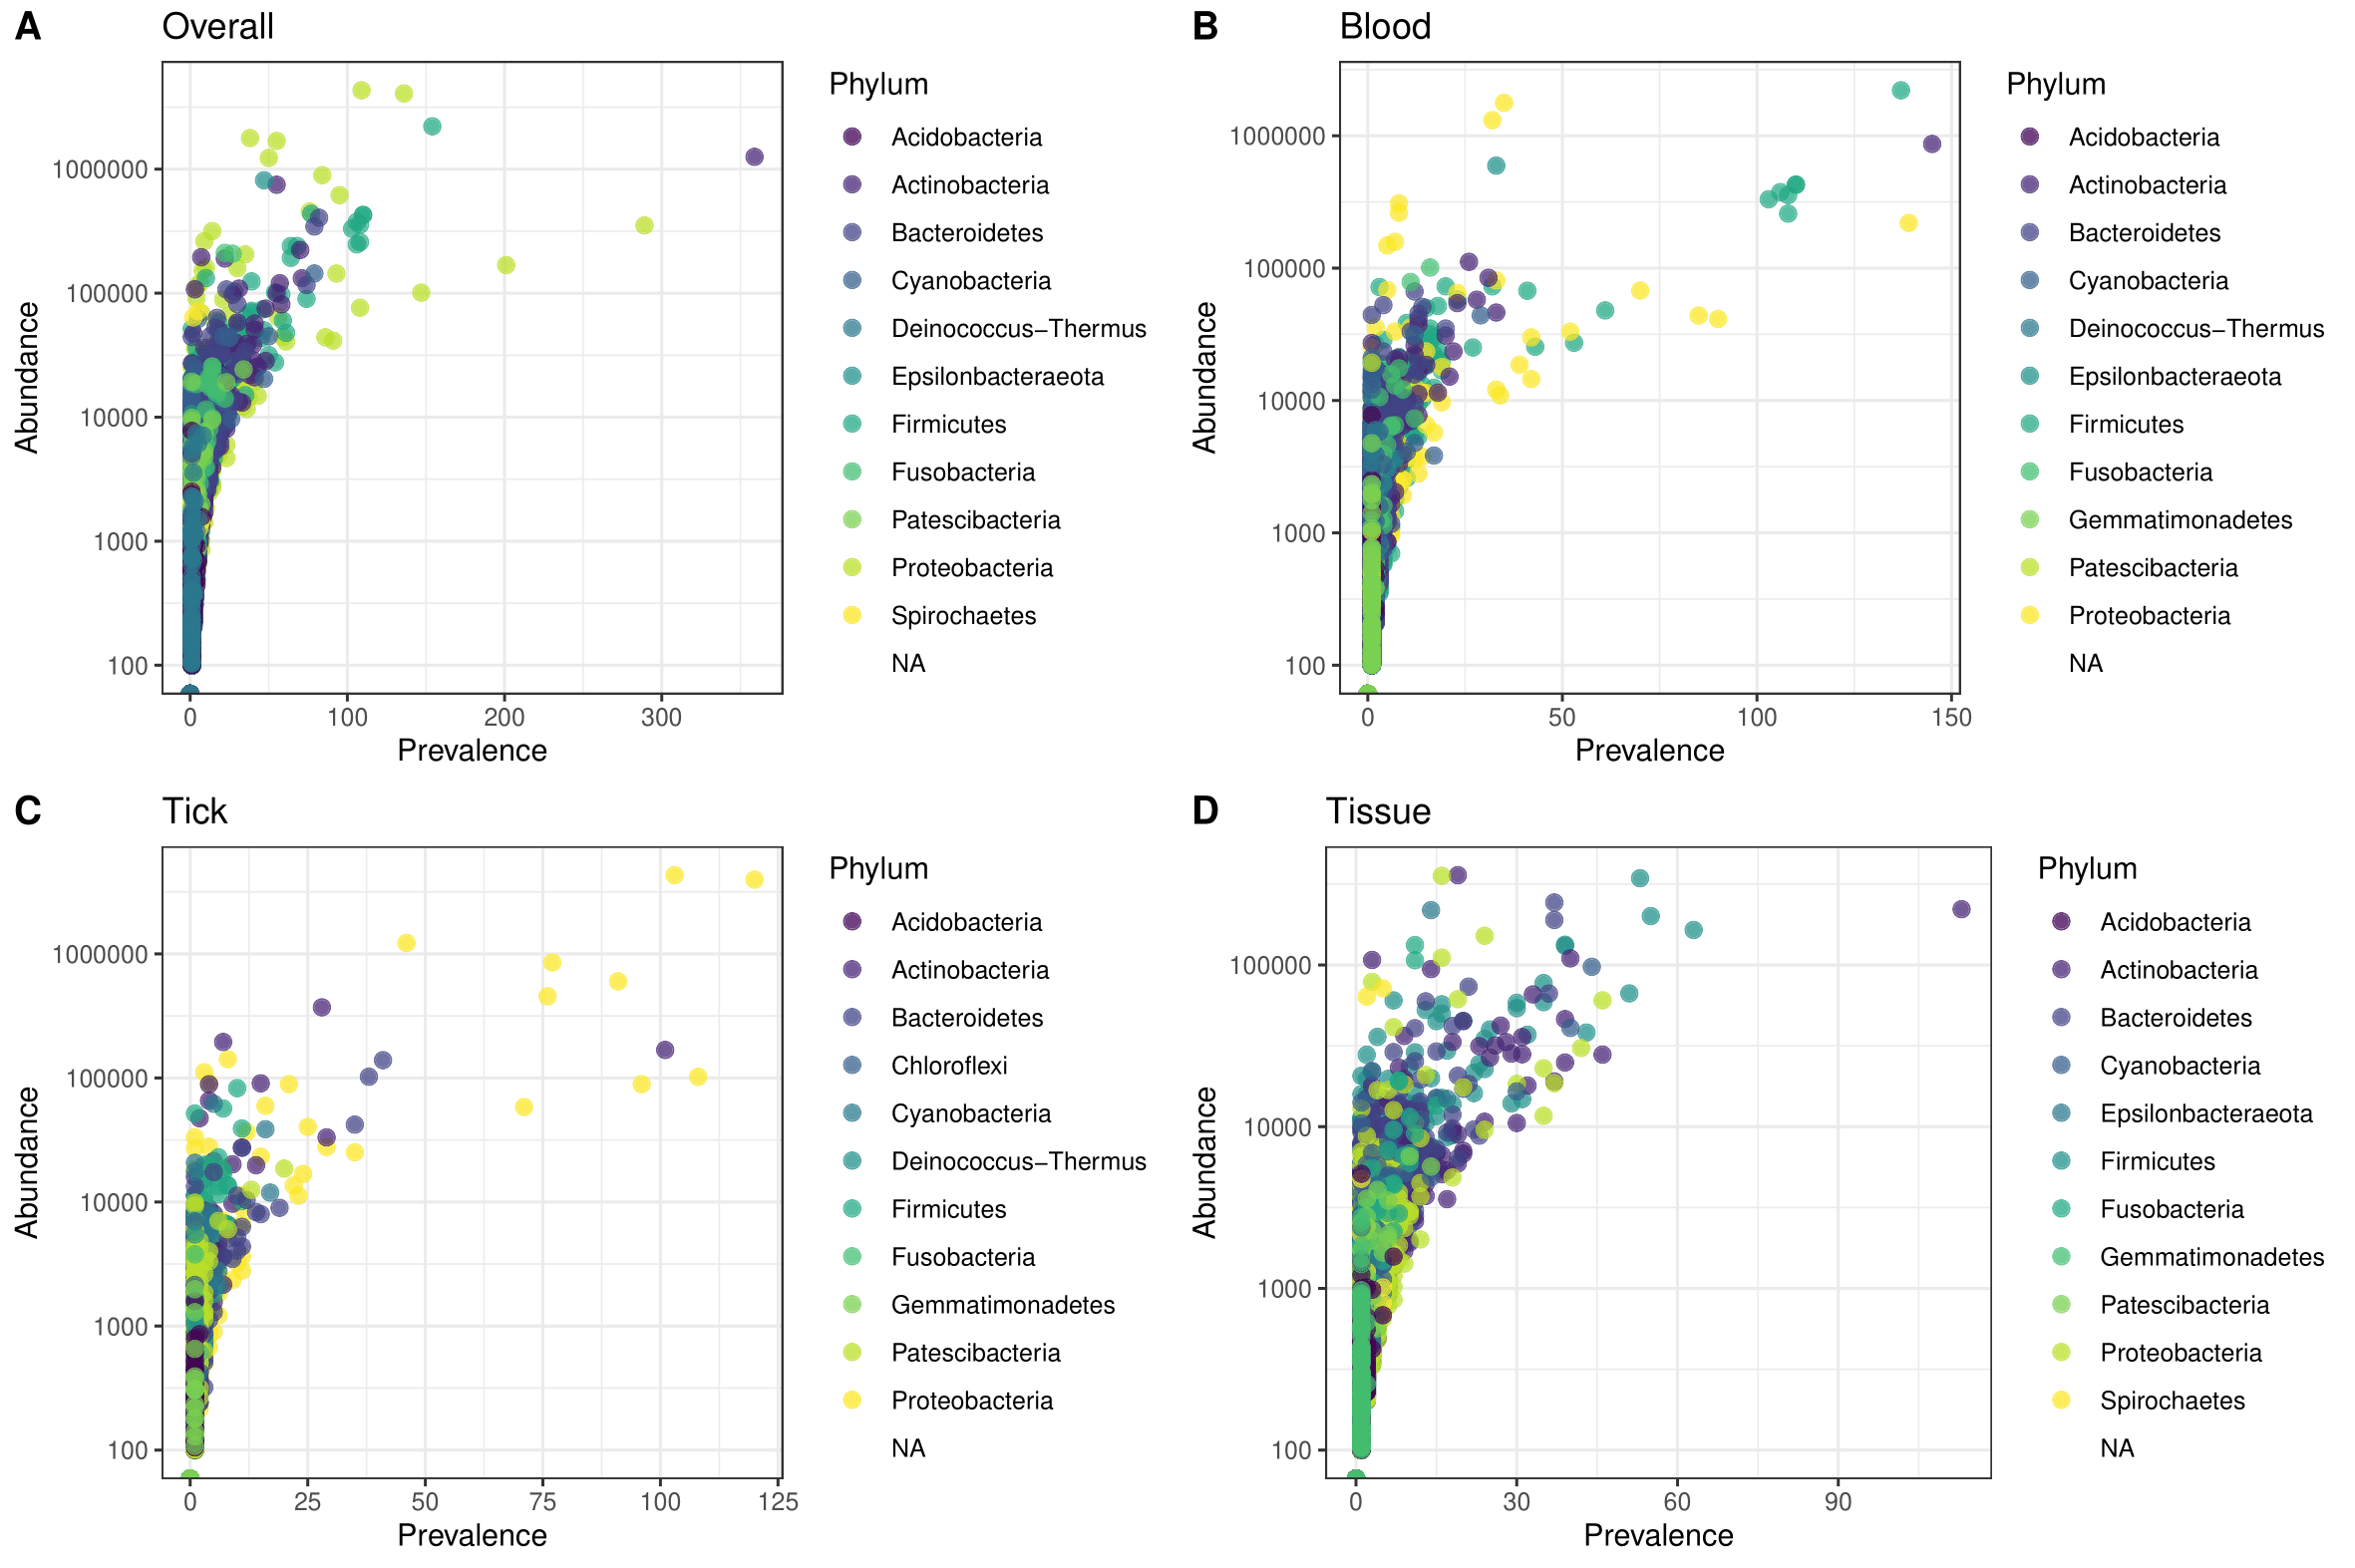 A
Overall
1000000
100000
10000
1000
100
Abundance
0
100
200
300
Prevalence
Phylum
Acidobacteria
Actinobacteria
Bacteroidetes
Cyanobacteria
Deinococcus−Thermus
Epsilonbacteraeota
Firmicutes
Fusobacteria
Patescibacteria
Proteobacteria
Spirochaetes
NA
B
Blood
1000000
100000
10000
1000
100
Abundance
0
50
100
150
Prevalence
Phylum
Acidobacteria
Actinobacteria
Bacteroidetes
Cyanobacteria
Deinococcus−Thermus
Epsilonbacteraeota
Firmicutes
Fusobacteria
Gemmatimonadetes
Patescibacteria
Proteobacteria
NA
C
Tick
1000000
100000
10000
1000
100
Abundance
0
25
50
75
100
125
Prevalence
Phylum
Acidobacteria
Actinobacteria
Bacteroidetes
Chloroflexi
Cyanobacteria
Deinococcus−Thermus
Firmicutes
Fusobacteria
Gemmatimonadetes
Patescibacteria
Proteobacteria
NA
D
Tissue
100000
10000
1000
100
Abundance
0
30
60
90
Prevalence
Phylum
Acidobacteria
Actinobacteria
Bacteroidetes
Cyanobacteria
Epsilonbacteraeota
Firmicutes
Fusobacteria
Gemmatimonadetes
Patescibacteria
Proteobacteria
Spirochaetes
NA